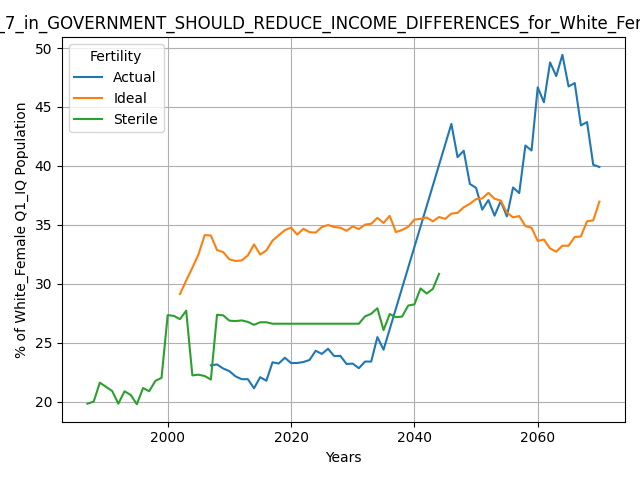 _7_in_GOVERNMENT_SHOULD_REDUCE_INCOME_DIFFERENCES_for_White_Fe
Fertility
Actual
Ideal
Sterile
50
45
40
35
30
25
20
% of White_Female Q1_IQ Population
2000
2020
2040
2060
Years